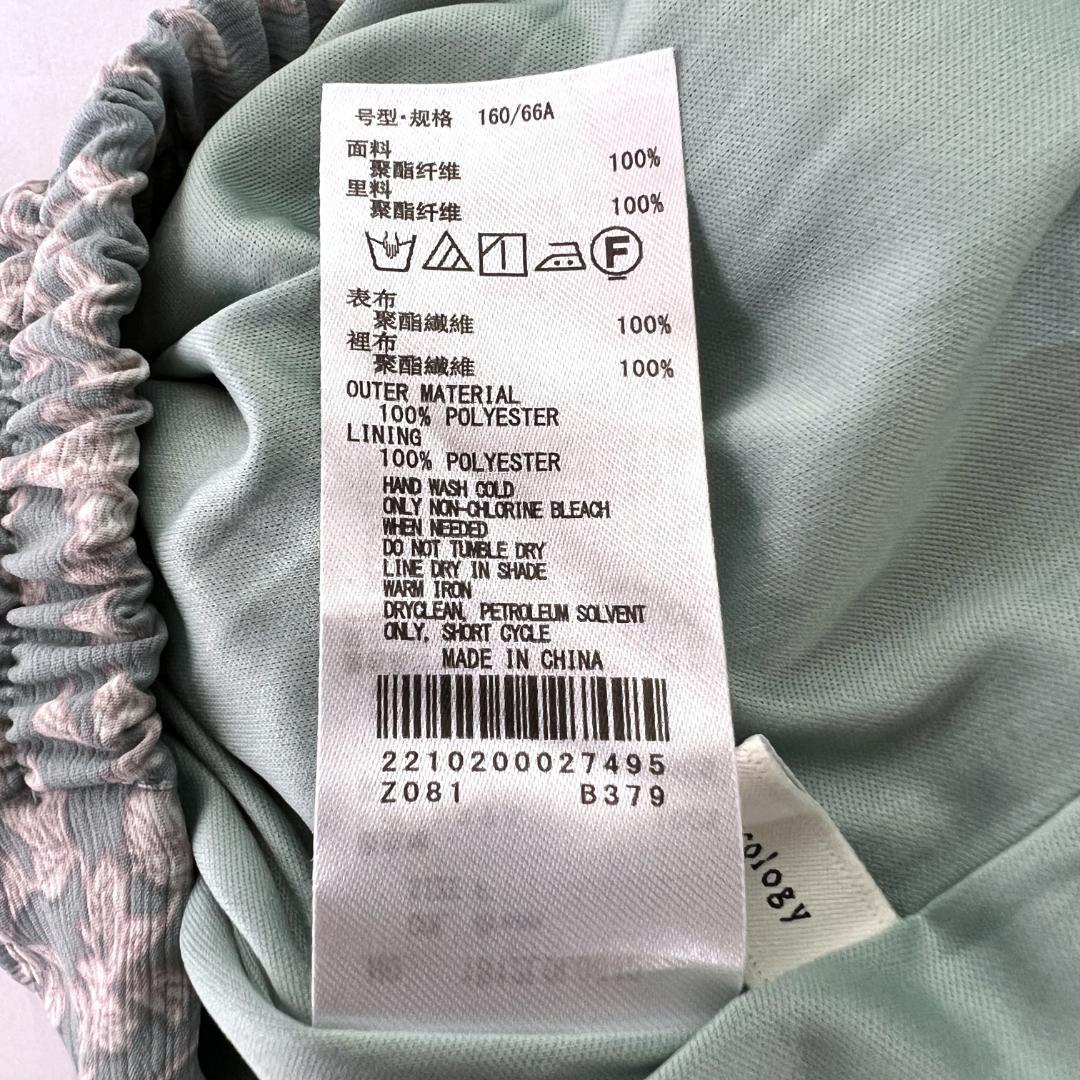 号型·规格 160/66A
面料
聚酯纤维 100%
里料
聚酯纤维 100%
F
表布
聚酯纖維 100%
裡布
聚酯纖維 100%
OUTER MATERIAL
100% POLYESTER
LINING
100% POLYESTER
HAND WASH COLD
ONLY NON-CHLORINE BLEACH
WHEN NEEDED
DO NOT TUMBLE DRY
LINE DRY IN SHADE
WARM IRON
DRYCLEAN, PETROLEUM SOLVENT
ONLY, SHORT CYCLE
MADE IN CHINA
2210200027495
Z081 B379
cology